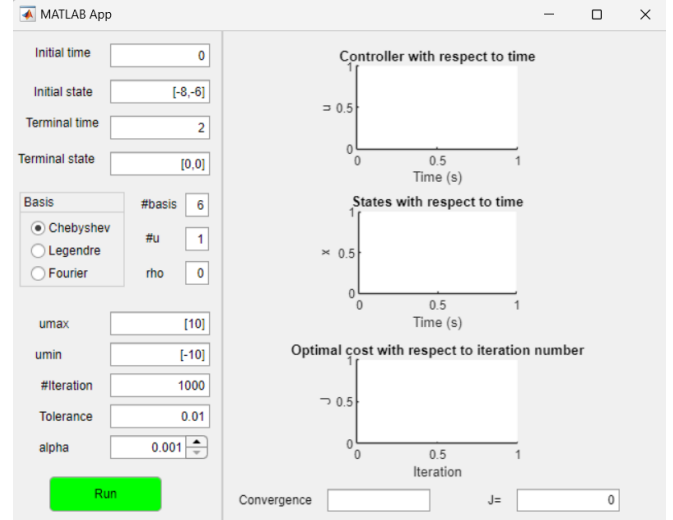 MATLAB App
Initial time 0
Initial state [-8,-6]
Terminal time 2
Terminal state [0,0]
Basis
Chebyshev
Legendre
Fourier
#basis 6
#u 1
rho 0
umax [10]
umin [-10]
#Iteration 1000
Tolerance 0.01
alpha 0.001
Run
Controller with respect to time
1
0.5
0
u
0 0.5 1
Time (s)
States with respect to time
1
0.5
0
x
0 0.5 1
Time (s)
Optimal cost with respect to iteration number
1
0.5
0
J
0 0.5 1
Iteration
Convergence
J= 0